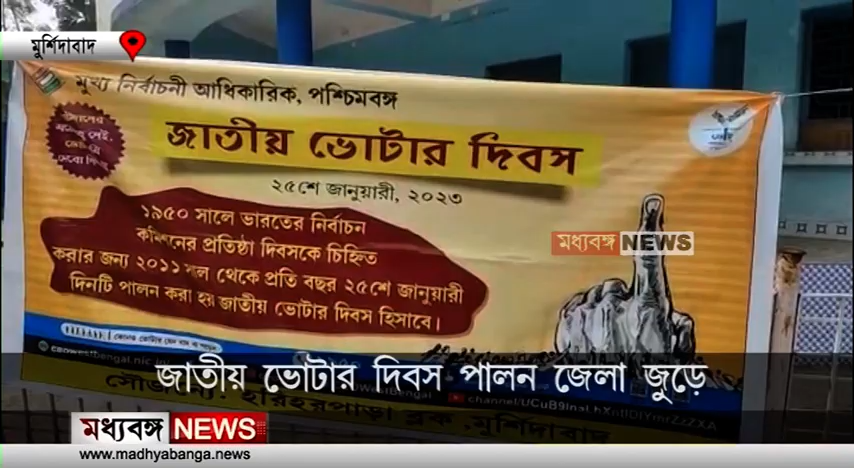 মুর্শিদাবাদ
মুখ্য নির্বাচনী আধিকারিক, পশ্চিমবঙ্গ
জাতীয় ভোটার দিবস
২৫শে জানুয়ারী, ২০২৩
১৯৫০ সালে ভারতের নির্বাচন
কমিশনের প্রতিষ্ঠা দিবসকে চিহ্নিত
করার জন্য ২০১১ সাল থেকে প্রতি বছর ২৫শে জানুয়ারী
দিনটি পালন করা হয় জাতীয় ভোটার দিবস হিসাবে।
মধ্যবঙ্গ NEWS
জাতীয় ভোটার দিবস পালন জেলা জুড়ে
সৌজন্যে: হরিহরপাড়া ব্লক, মুর্শিদাবাদ
মধ্যবঙ্গ NEWS
www.madhyabanga.news